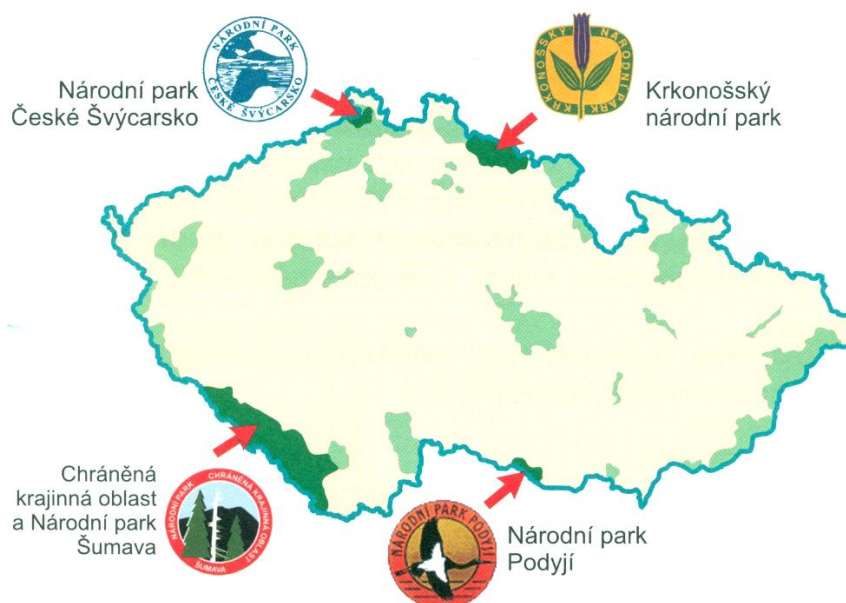 NÁRODNÍ PARK
ČESKÉ ŠVÝCARSKO
Národní park
České Švýcarsko
KRKONOŠSKÝ NÁRODNÍ PARK
Krkonošský
národní park
Chráněná
krajinná oblast
a Národní park
Šumava
NÁRODNÍ PARK
CHRÁNĚNÁ KRAJINNÁ OBLAST
ŠUMAVA
NÁRODNÍ PARK PODYJÍ
Národní park
Podyjí